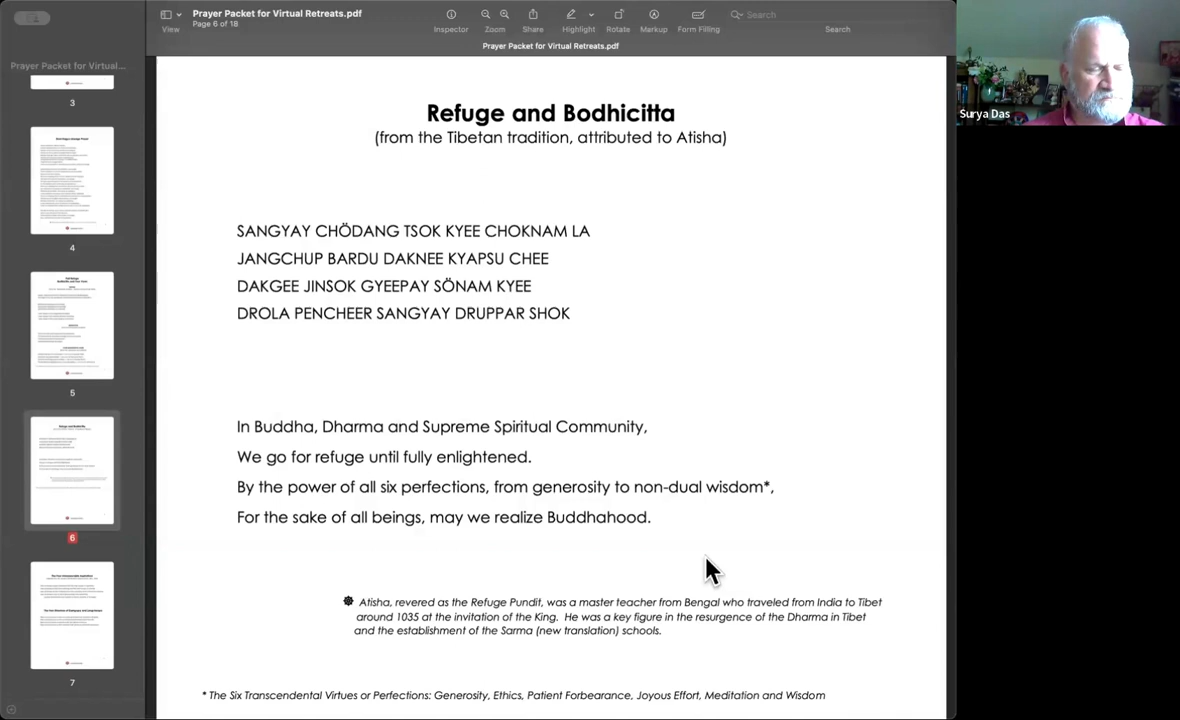 Prayer Packet for Virtual Retreats.pdf
Page 6 of 18
View
Inspector
Zoom
Share
Highlight
Rotate
Markup
Form Filling
Search
Search
Prayer Packet for Virtual Retreats.pdf
Prayer Packet for Virtual...
3
4
5
6
7
Refuge and Bodhicitta
(from the Tibetan tradition, attributed to Atisha)
SANGYAY CHÖDANG TSOK KYEE CHOKNAM LA
JANGCHUP BARDU DAKNEE KYAPSU CHEE
DAKGEE JINSOK GYEEPAY SÖNAM KYEE
DROLA PENCHEER SANGYAY DRUPPAR SHOK
In Buddha, Dharma and Supreme Spiritual Community,
We go for refuge until fully enlightened.
By the power of all six perfections, from generosity to non-dual wisdom*,
For the sake of all beings, may we realize Buddhahood.
Atisha, revered as the Refuge Pundit, was a master teacher from Bengal who traveled from India to Tibet
around 1035 at the invitation of the King. He was a key figure in the resurgence of the Dharma in Tibet
and the establishment of the Sarma (new translation) schools.
* The Six Transcendental Virtues or Perfections: Generosity, Ethics, Patient Forbearance, Joyous Effort, Meditation and Wisdom
Surya Das